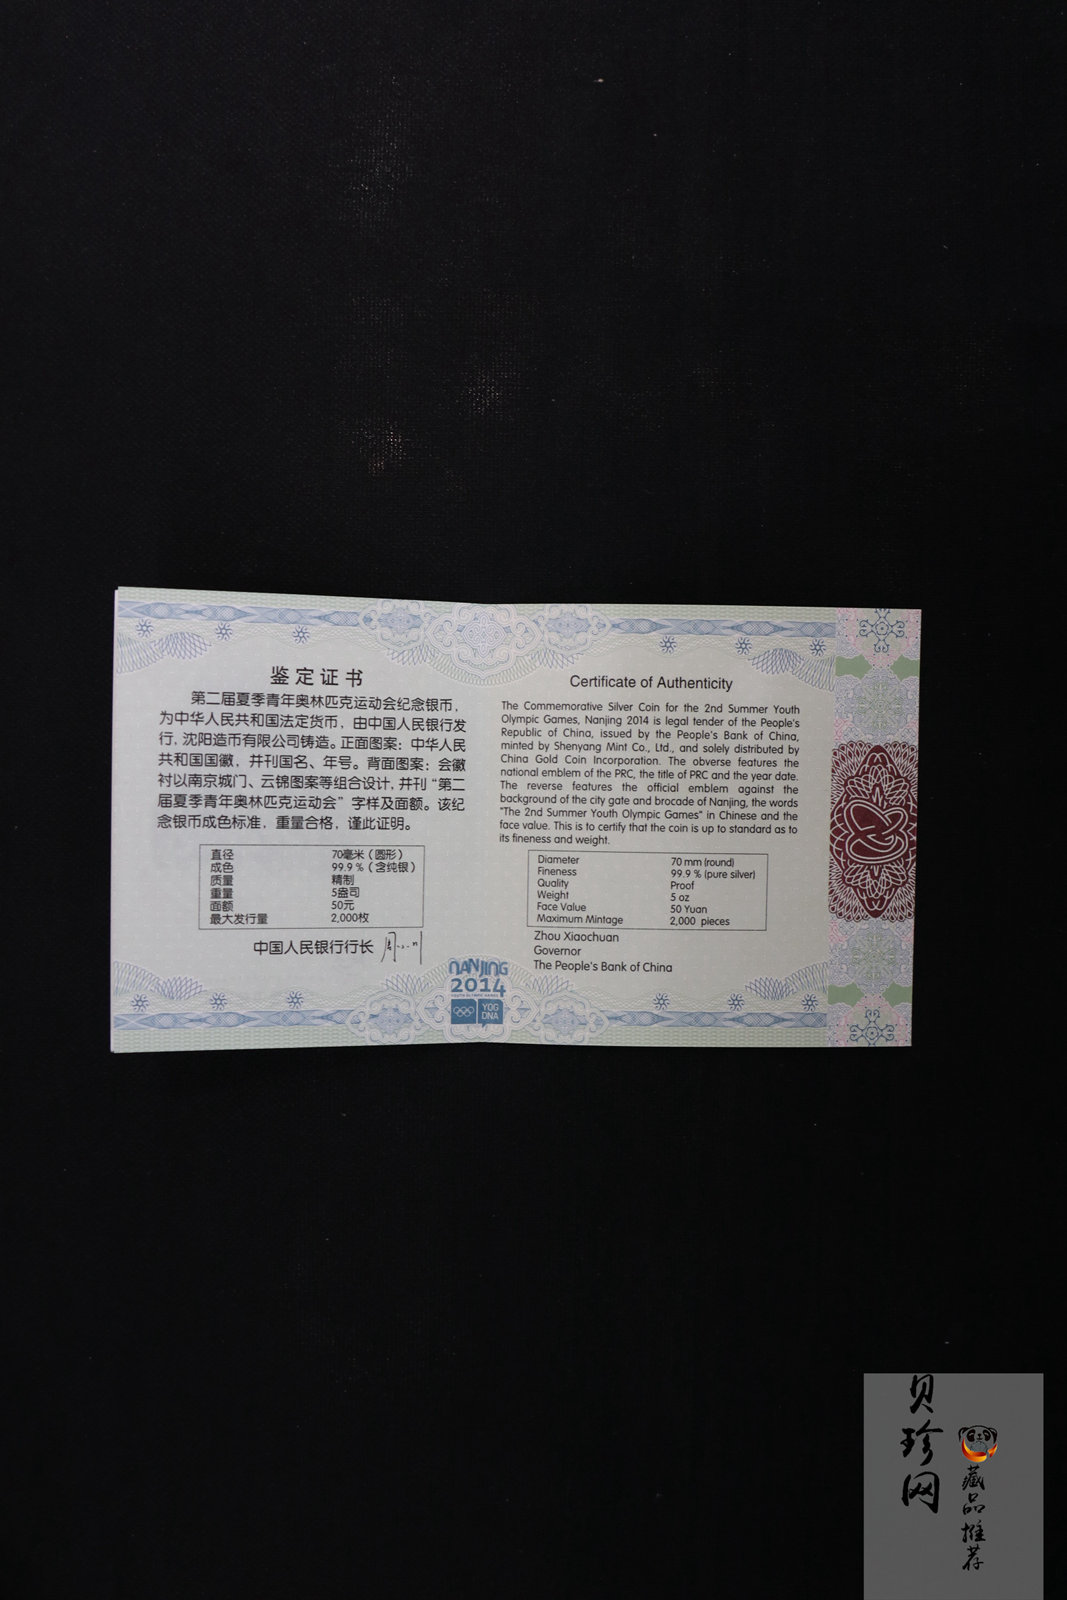 鉴定证书
第二届夏季青年奥林匹克运动会纪念银币，
为中华人民共和国法定货币，由中国人民银行发
行，沈阳造币有限公司铸造。正面图案：中华人民
共和国国徽，并刊国名、年号。背面图案：会徽
衬以南京城门、云锦图案等组合设计，并刊“第二
届夏季青年奥林匹克运动会”字样及面额。该纪
念银币成色标准，重量合格，谨此证明。
直径 70毫米（圆形）
成色 99.9％（含纯银）
质量 精制
重量 5盎司
面额 50元
最大发行量 2,000枚
中国人民银行行长
Certificate of Authenticity
The Commemorative Silver Coin for the 2nd Summer Youth
Olympic Games, Nanjing 2014 is legal tender of the People's
Republic of China, issued by the People's Bank of China,
minted by Shenyang Mint Co., Ltd., and solely distributed by
China Gold Coin Incorporation. The obverse features the
national emblem of the PRC, the title of PRC and the year date.
The reverse features the official emblem against the
background of the city gate and brocade of Nanjing, the words
"The 2nd Summer Youth Olympic Games" in Chinese and the
face value. This is to certify that the coin is up to standard as to
its fineness and weight.
Diameter 70 mm (round)
Fineness 99.9 % (pure silver)
Quality Proof
Weight 5 oz
Face Value 50 Yuan
Maximum Mintage 2,000 pieces
Zhou Xiaochuan
Governor
The People's Bank of China
NANJING
2014
YOUTH OLYMPIC GAMES
YOG
DNA
贝珍网
藏品推荐